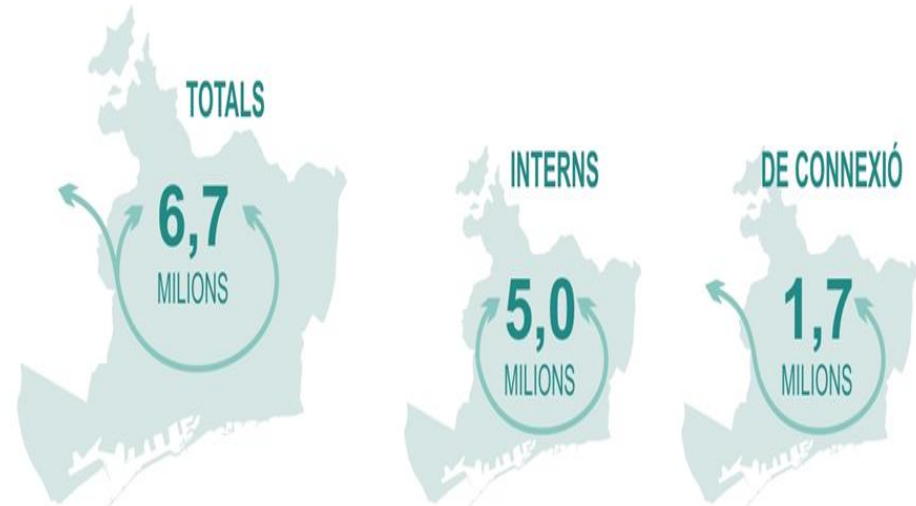 TOTALS
6,7
MILIONS
INTERNS
5,0
MILIONS
DE CONNEXIÓ
1,7
MILIONS